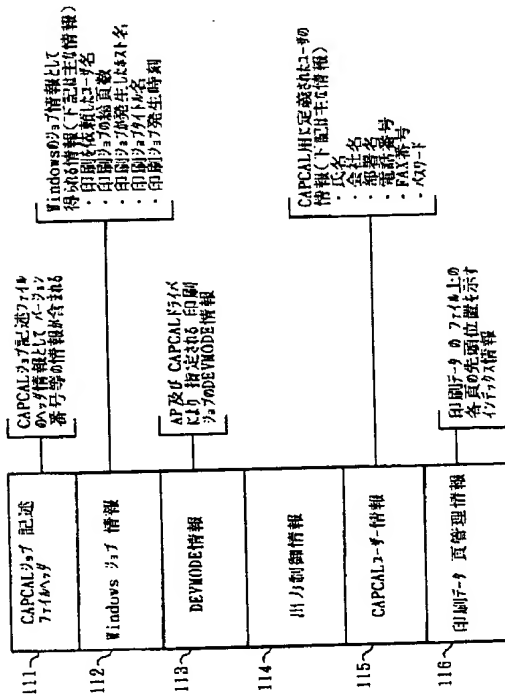 111
CAPCALジョブ 記述
ファイルヘッダ
CAPCALジョブ記述ファイル
のヘッダ情報として バージョン
番号等の情報が含まれる
112
Windows ジョブ 情報
Windowsのジョブ情報として
得られる情報(下記は主な情報)
・印刷を依頼したユーザ名
・印刷ジョブの総頁数
・印刷ジョブが発生したホスト名
・印刷ジョブタイトル名
・印刷ジョブ発生時刻
113
DEVMODE情報
AP及び CAPCALドライバ
により 指定される 印刷
ジョブのDEVMODE情報
114
出力制御情報
115
CAPCALユーザー情報
CAPCAL用に定義されたユーザの
情報(下記は主な情報)
・氏名
・会社名
・部署名
・電話番号
・FAX番号
・パスワード
116
印刷データ 頁管理情報
印刷データ の ファイル上の
各頁の先頭位置を示す
インデックス情報